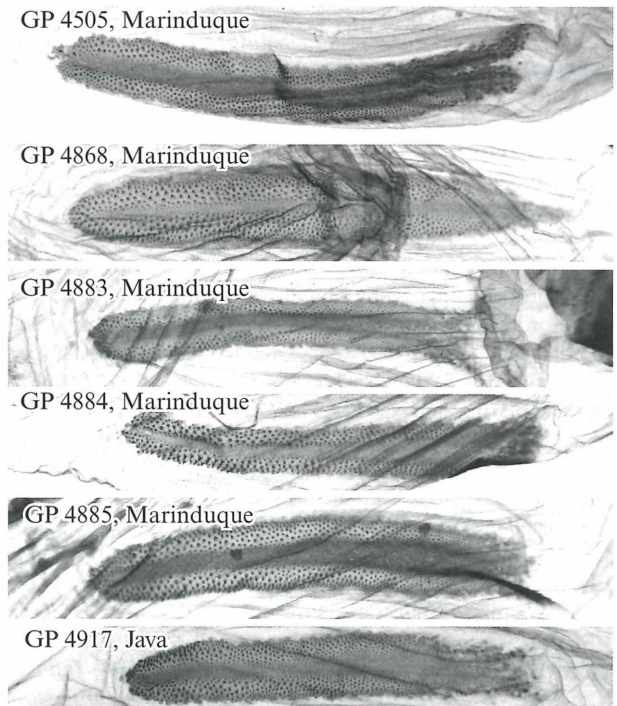 GP 4505, Marinduque
GP 4868, Marinduque
GP 4883, Marinduque
GP 4884, Marinduque
GP 4885, Marinduque
GP 4917, Java